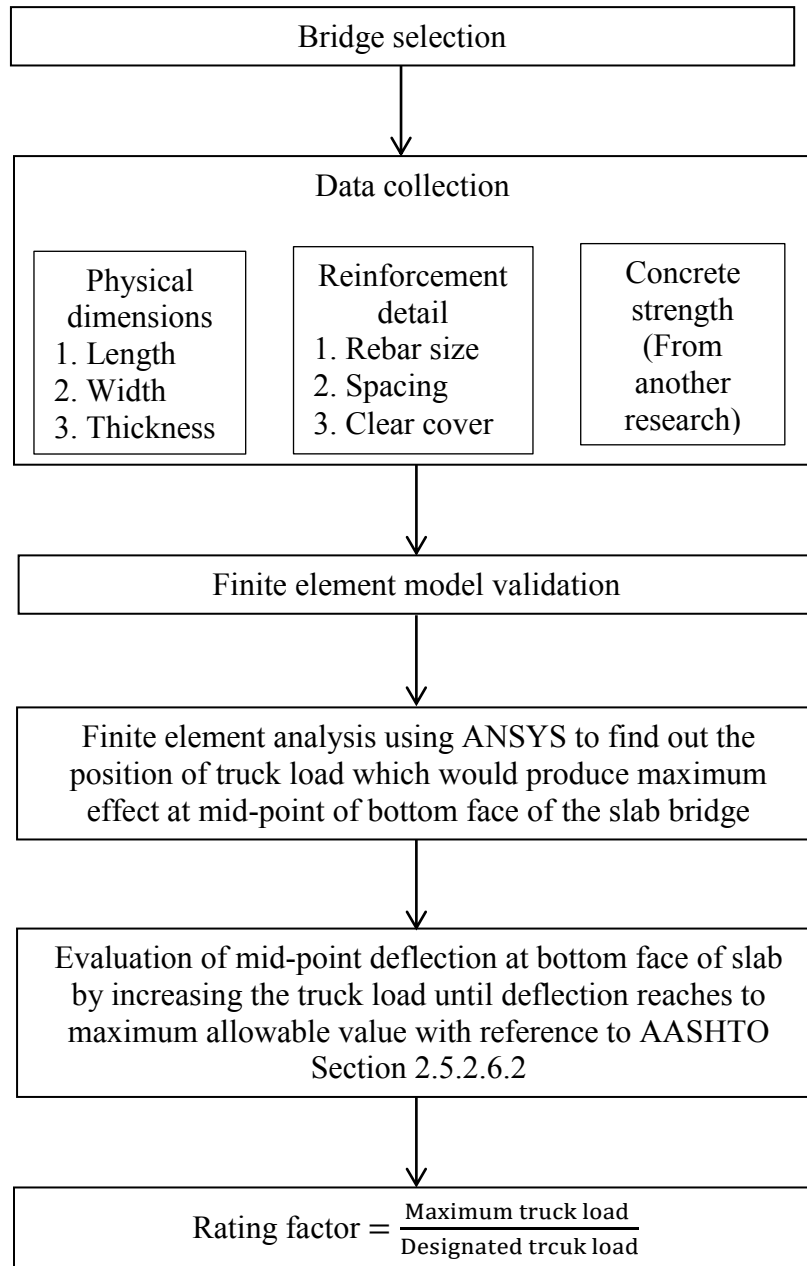 Bridge selection
Data collection
Physical
dimensions
1. Length
2. Width
3. Thickness
Reinforcement
detail
1. Rebar size
2. Spacing
3. Clear cover
Concrete
strength
(From
another
research)
Finite element model validation
Finite element analysis using ANSYS to find out the
position of truck load which would produce maximum
effect at mid-point of bottom face of the slab bridge
Evaluation of mid-point deflection at bottom face of slab
by increasing the truck load until deflection reaches to
maximum allowable value with reference to AASHTO
Section 2.5.2.6.2
Rating factor = Maximum truck load / Designated trcuk load